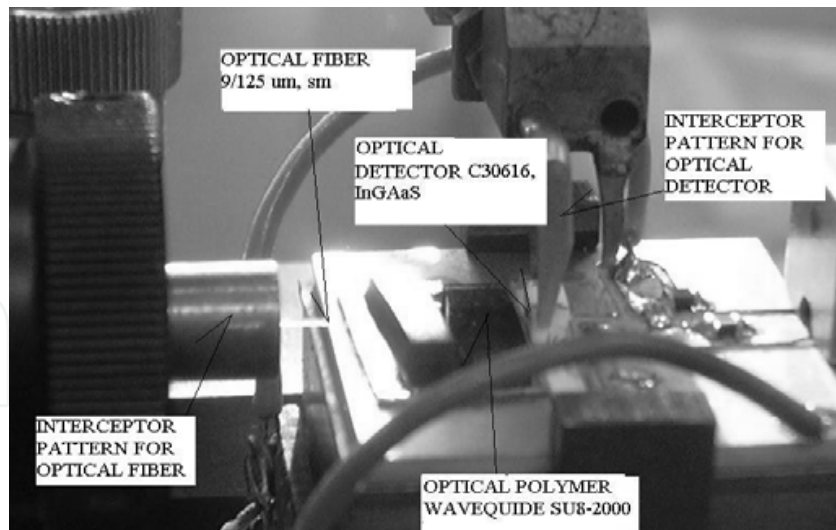 OPTICAL FIBER
9/125 um, sm
OPTICAL
DETECTOR C30616,
InGAaS
INTERCEPTOR
PATTERN FOR
OPTICAL
DETECTOR
INTERCEPTOR
PATTERN FOR
OPTICAL FIBER
OPTICAL POLYMER
WAVEQUIDE SU8-2000